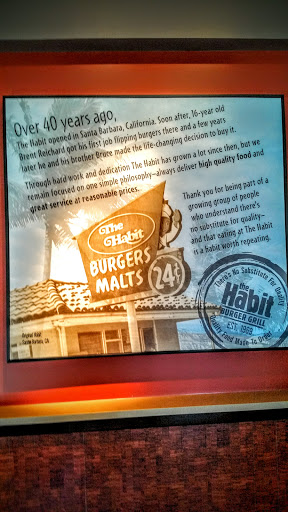 Over 40 years ago,
The Habit opened in Santa Barbara, California. Soon after, 16-year old
Brent Reichard got his first job flipping burgers there and a few years
later he and his brother Bruce made the life-changing decision to buy it.
Through hard work and dedication The Habit has grown a lot since then, but we
remain focused on one simple philosophy–always deliver high quality food and
great service at reasonable prices.
Thank you for being part of a
growing group of people
who understand there's
no substitute for quality–
and that eating at The Habit
is a habit worth repeating.
The
Habit
BURGERS
MALTS
24¢
There's No Substitute For Quality
the
Habit
BURGER GRILL
EST. 1969
Quality Food Made To Order
Original Habit
Santa Barbara, CA